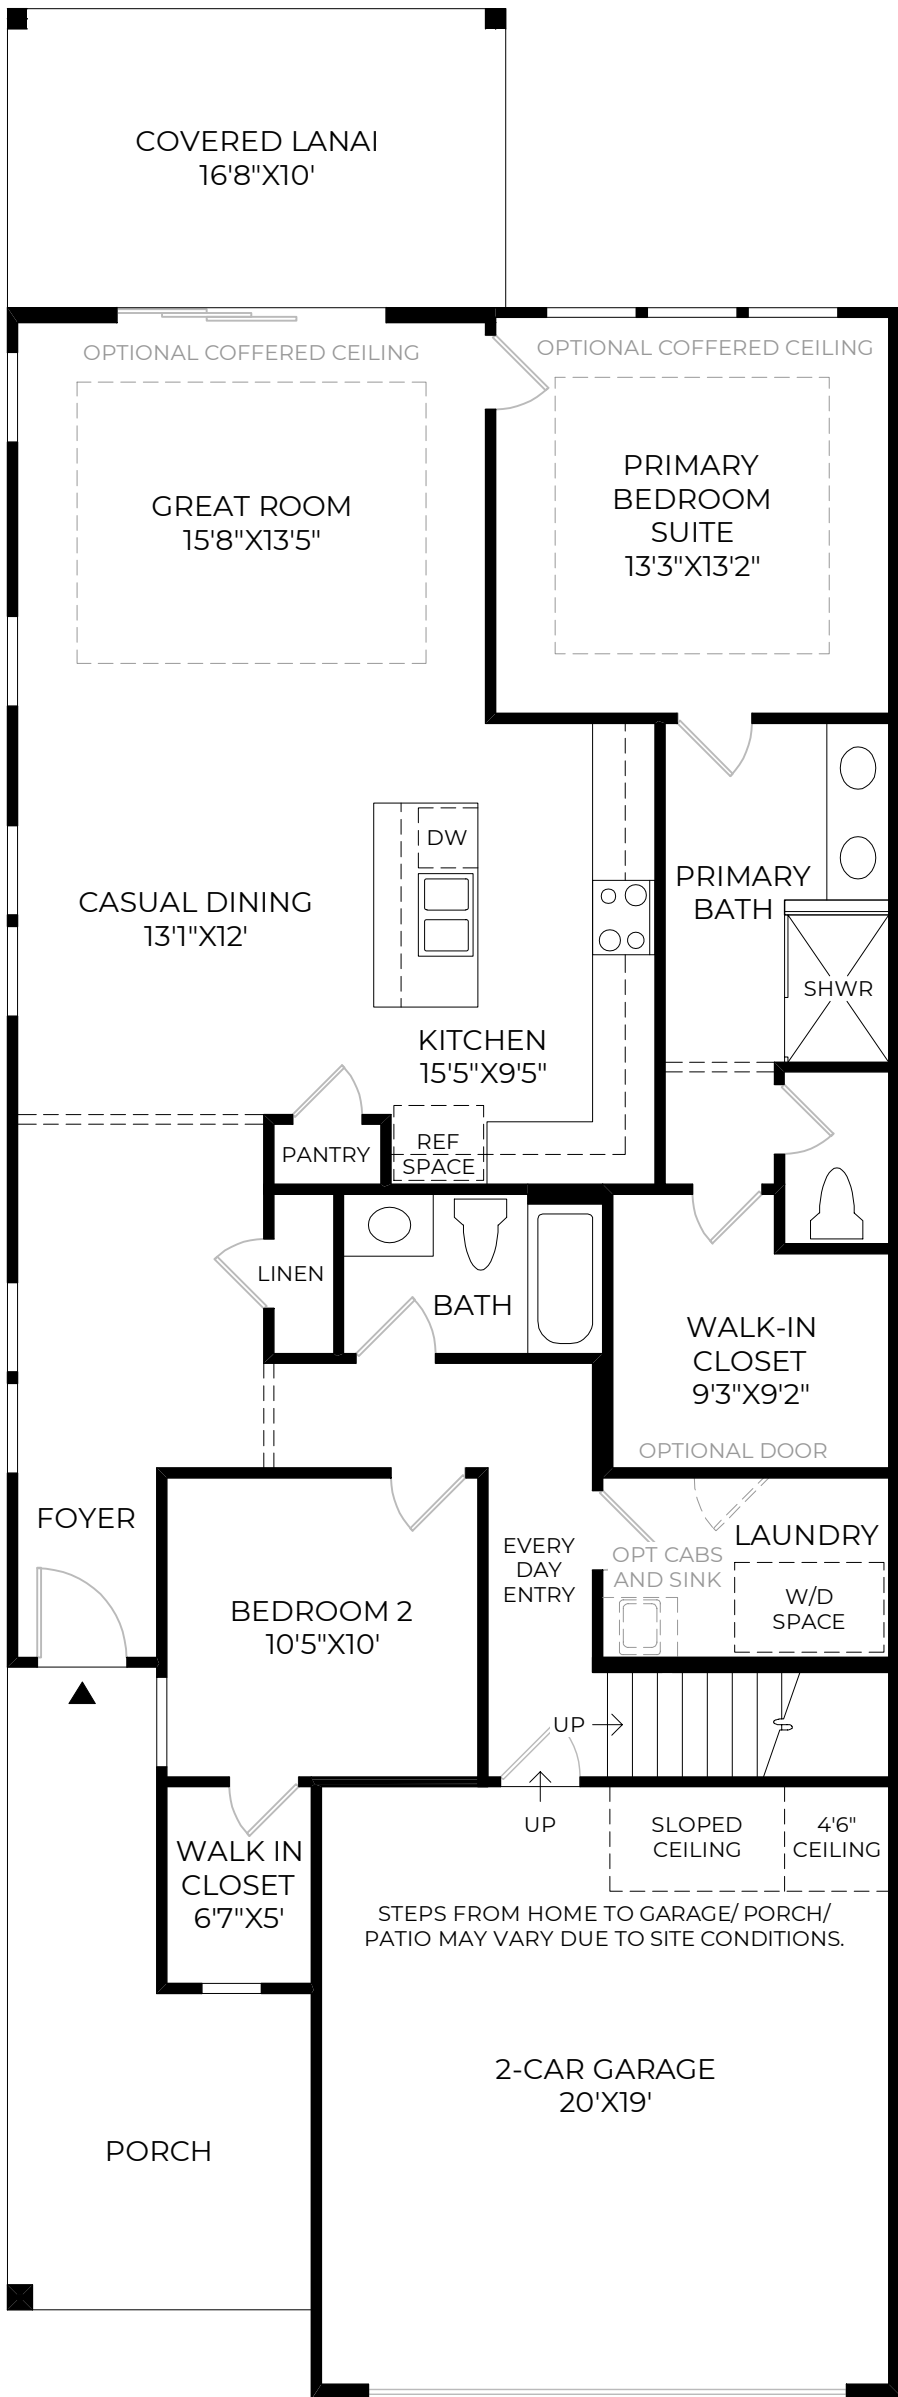 COVERED LANAI
16'8"X10'
OPTIONAL COFFERED CEILING
OPTIONAL COFFERED CEILING
GREAT ROOM
15'8"X13'5"
PRIMARY
BEDROOM
SUITE
13'3"X13'2"
DW
CASUAL DINING
13'1"X12'
PRIMARY
BATH
SHWR
KITCHEN
15'5"X9'5"
PANTRY
REF
SPACE
LINEN
BATH
WALK-IN
CLOSET
9'3"X9'2"
OPTIONAL DOOR
FOYER
EVERY
DAY
ENTRY
LAUNDRY
OPT CABS
AND SINK
W/D
SPACE
BEDROOM 2
10'5"X10'
UP
UP
SLOPED
CEILING
4'6"
CEILING
WALK IN
CLOSET
6'7"X5'
STEPS FROM HOME TO GARAGE/ PORCH/
PATIO MAY VARY DUE TO SITE CONDITIONS.
2-CAR GARAGE
20'X19'
PORCH